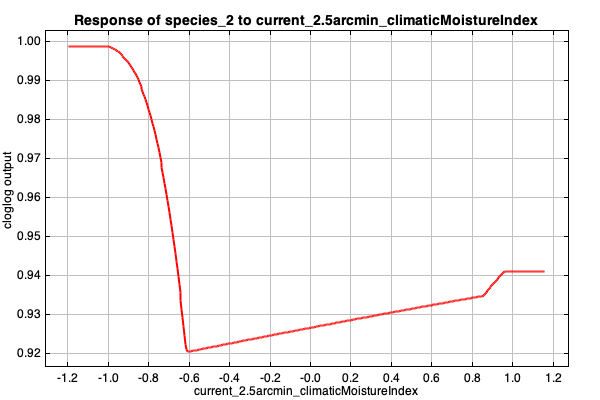 Response of species_2 to current_2.5arcmin_climaticMoistureIndex
cloglog output
1.00
0.99
0.98
0.97
0.96
0.95
0.94
0.93
0.92
-1.2 -1.0 -0.8 -0.6 -0.4 -0.2 -0.0 0.2 0.4 0.6 0.8 1.0 1.2
current_2.5arcmin_climaticMoistureIndex